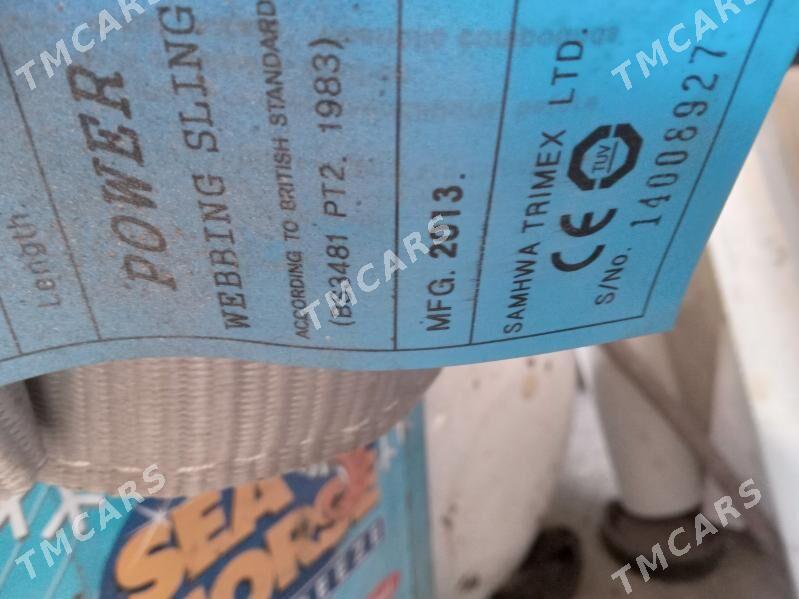 Length
POWER
WEBBING SLING
ACCORDING TO BRITISH STANDARD
(BS3481 PT2. 1983)
MFG. 2013.
SAMHWA TRIMEX LTD.
CE TUV
S/No. 14008927
SEA
HORSE
TMCARS
TMCARS
TMCARS
TMCARS
TMCARS
TMCARS